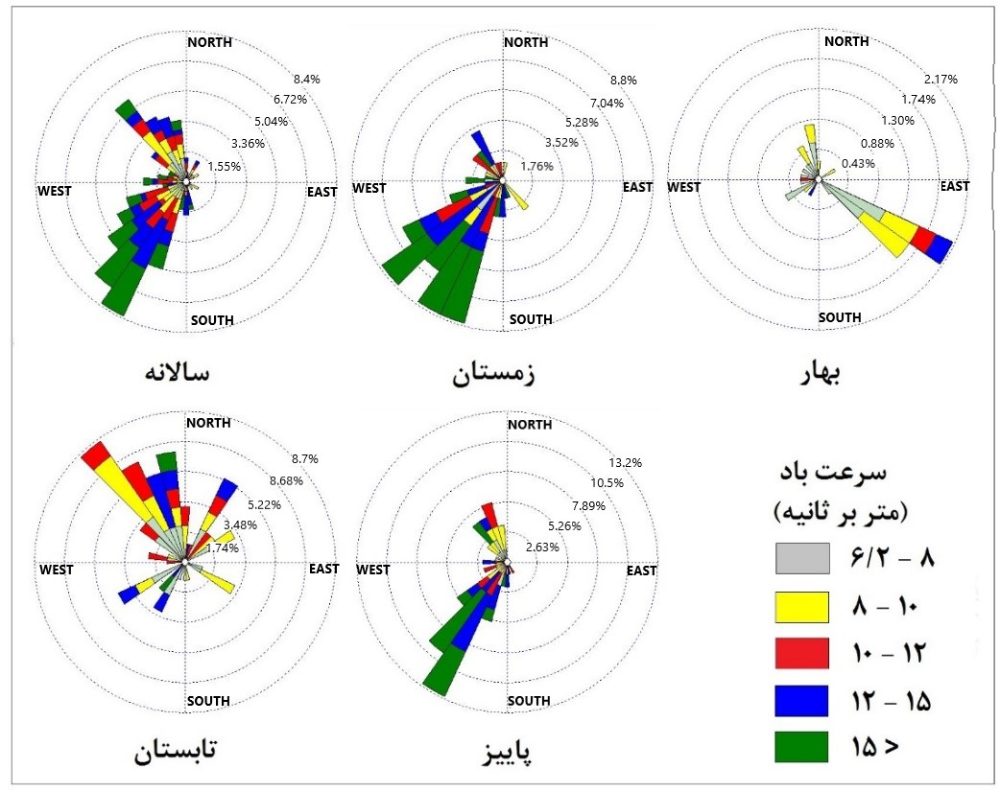 NORTH
8.4%
6.72%
5.04%
3.36%
1.55%
WEST
EAST
SOUTH
سالانه
NORTH
8.8%
7.04%
5.28%
3.52%
1.76%
WEST
EAST
SOUTH
زمستان
NORTH
2.17%
1.74%
1.30%
0.88%
0.43%
WEST
EAST
SOUTH
بهار
NORTH
8.7%
8.68%
5.22%
3.48%
1.74%
WEST
EAST
SOUTH
تابستان
NORTH
13.2%
10.5%
7.89%
5.26%
2.63%
WEST
EAST
SOUTH
پاییز
سرعت باد
(متر بر ثانیه)
۶/۲ – ۸
۸ – ۱۰
۱۰ – ۱۲
۱۲ – ۱۵
۱۵ <